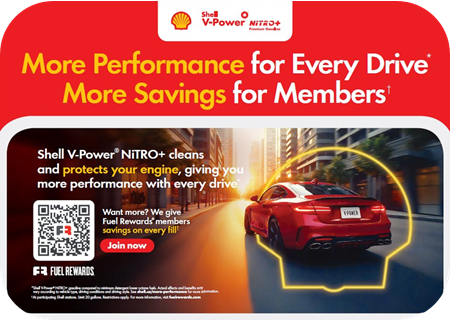 Shell
V-Power
NiTRO+
Premium Gasoline
More Performance for Every Drive*
More Savings for Members†
Shell V-Power® NiTRO+ cleans
and protects your engine, giving you
more performance with every drive*
Want more? We give
Fuel Rewards® members
savings on every fill†
Join now
FR
FR FUEL REWARDS.
V-POWER
*Shell V-Power® NiTRO+ gasoline compared to minimum detergent lower octane fuels. Actual effects and benefits will
vary according to vehicle type, driving conditions and driving style. See shell.us/more-performance for more information.
†At participating Shell stations. Limit 20 gallons. Restrictions apply. For more information, visit fuelrewards.com